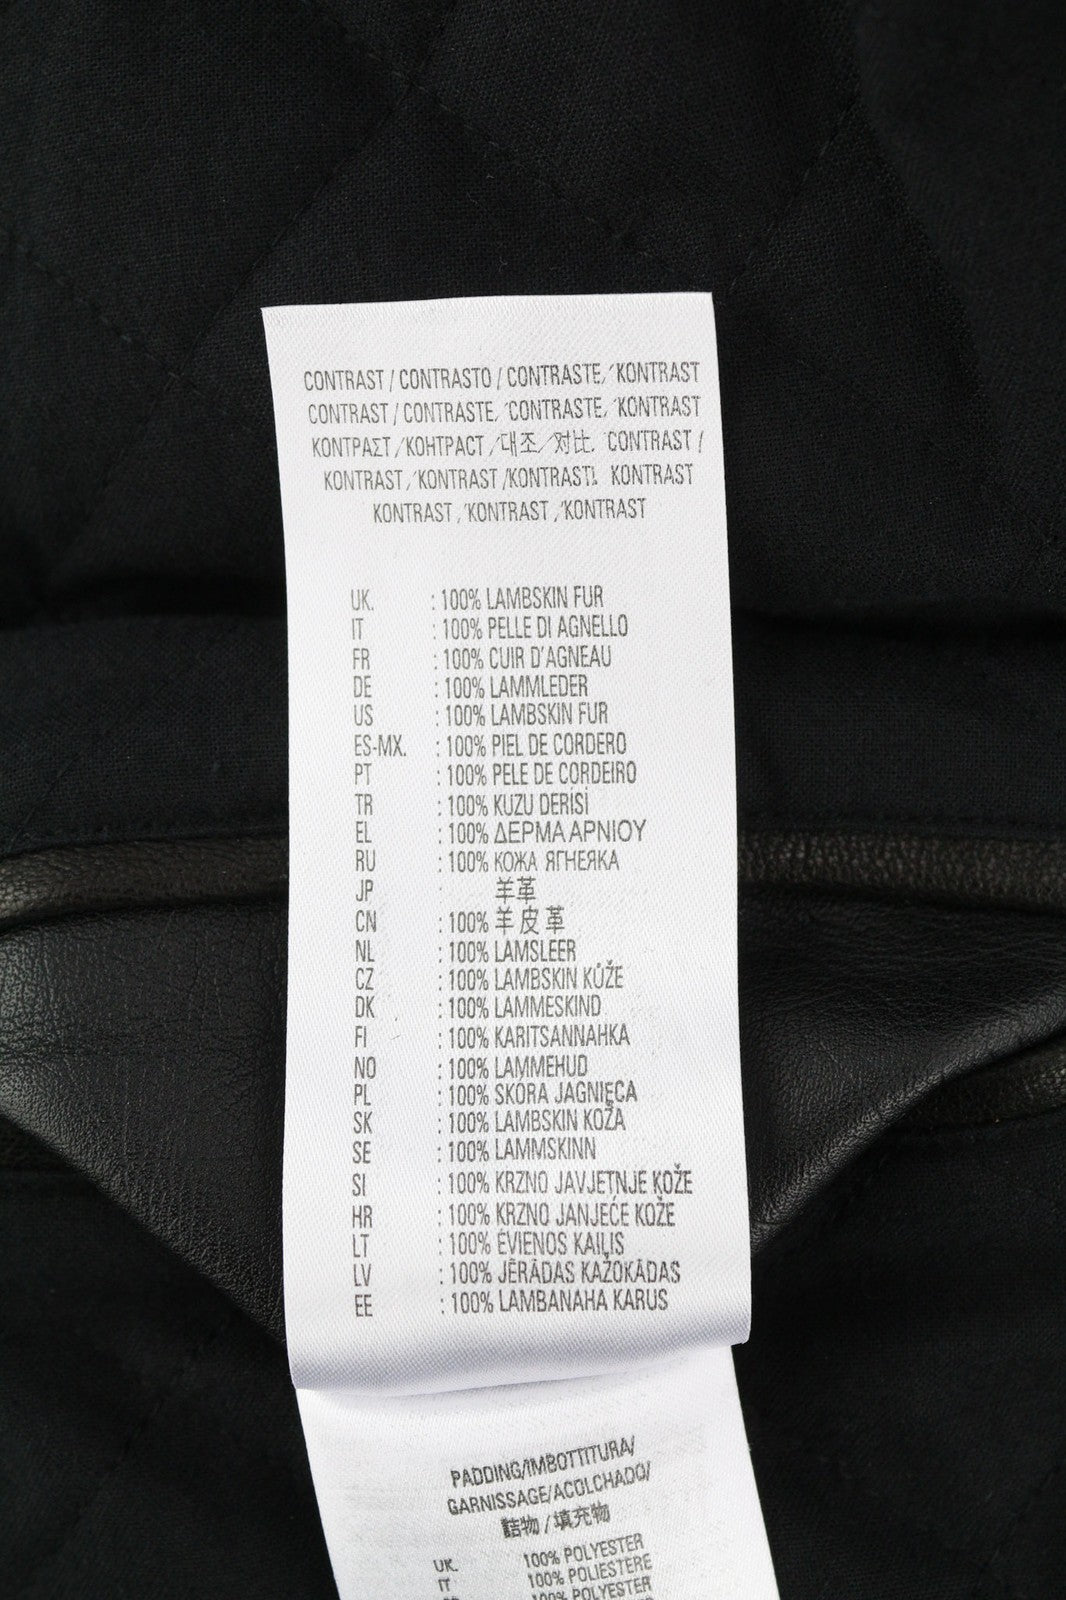 CONTRAST / CONTRASTO / CONTRASTE, 'KONTRAST
CONTRAST / CONTRASTE, 'CONTRASTE, 'KONTRAST
ΚΟΝΤΡΑΣΤ / КОНТРАСТ / 대조 / 对比, CONTRAST /
KONTRAST, 'KONTRAST /KONTRASTI, KONTRAST
KONTRAST, 'KONTRAST, 'KONTRAST
UK. : 100% LAMBSKIN FUR
IT : 100% PELLE DI AGNELLO
FR : 100% CUIR D'AGNEAU
DE : 100% LAMMLEDER
US : 100% LAMBSKIN FUR
ES-MX. : 100% PIEL DE CORDERO
PT : 100% PELE DE CORDEIRO
TR : 100% KUZU DERİSİ
EL : 100% ΔΕΡΜΑ ΑΡΝΙΟΥ
RU : 100% КОЖА ЯГНЕЯКА
JP 羊革
CN : 100% 羊皮革
NL : 100% LAMSLEER
CZ : 100% LAMBSKIN KŮŽE
DK : 100% LAMMESKIND
FI : 100% KARITSANNAHKA
NO : 100% LAMMEHUD
PL : 100% SKÓRA JAGNIĘCA
SK : 100% LAMBSKIN KOŽA
SE : 100% LAMMSKINN
SI : 100% KRZNO JAVJETNJE KOŽE
HR : 100% KRZNO JANJEĆE KOŽE
LT : 100% ĖVIENOS KAILIS
LV : 100% JĒRĀDAS KAŽOKĀDAS
EE : 100% LAMBANAHA KARUS
PADDING/IMBOTTITURA/
GARNISSAGE/ACOLCHADO/
詰物 / 填充物
UK. 100% POLYESTER
IT 100% POLIESTERE
100% POLYESTER